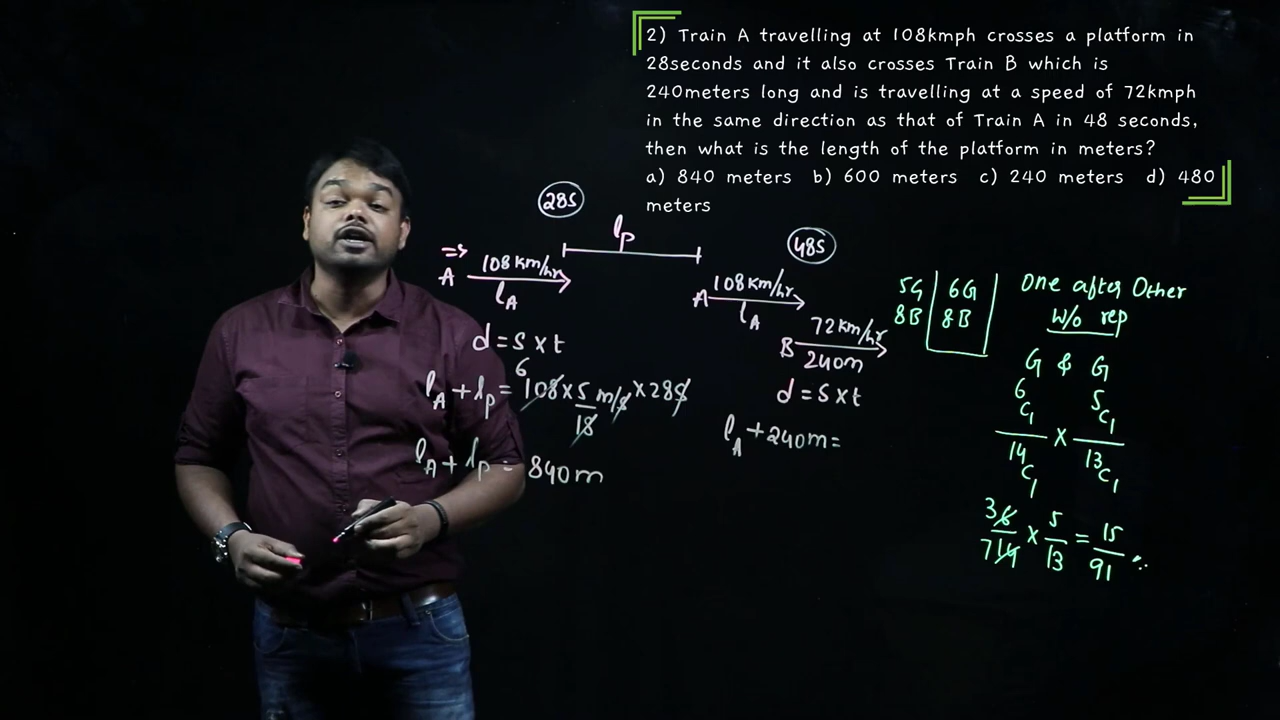 2) Train A travelling at 108kmph crosses a platform in
28seconds and it also crosses Train B which is
240meters long and is travelling at a speed of 72kmph
in the same direction as that of Train A in 48 seconds,
then what is the length of the platform in meters?
a) 840 meters b) 600 meters c) 240 meters d) 480
meters
28s
lp
=> A 108 km/hr
lA
d = s x t
6
lA + lp = 108 x 5/18 m/s x 28s
lA + lp = 840m
48s
A 108 km/hr
lA
B 72 km/hr
240m
d = s x t
lA + 240m =
5G | 6G
8B | 8B
One after Other
w/o rep
G & G
6C1/14C1 x 5C1/13C1
3 6/7 14 x 5/13 = 15/91